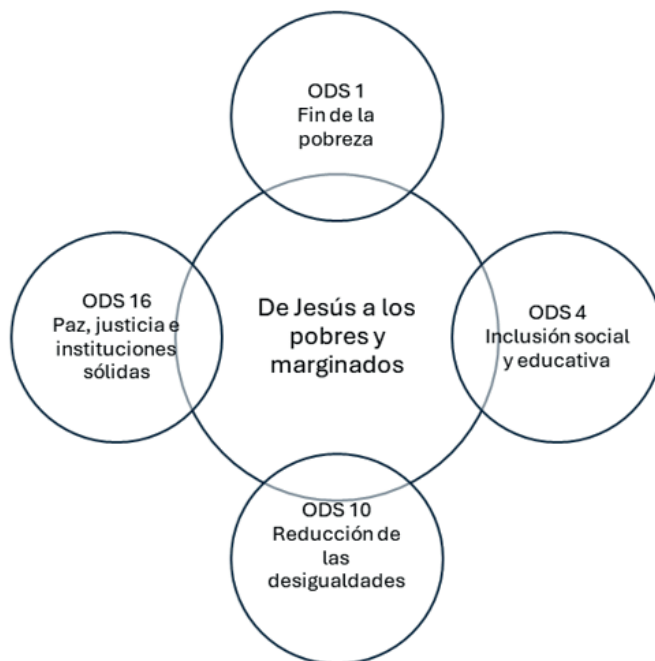 ODS 1
Fin de la
pobreza
ODS 16
Paz, justicia e
instituciones
sólidas
De Jesús a los
pobres y
marginados
ODS 4
Inclusión social
y educativa
ODS 10
Reducción de
las
desigualdades